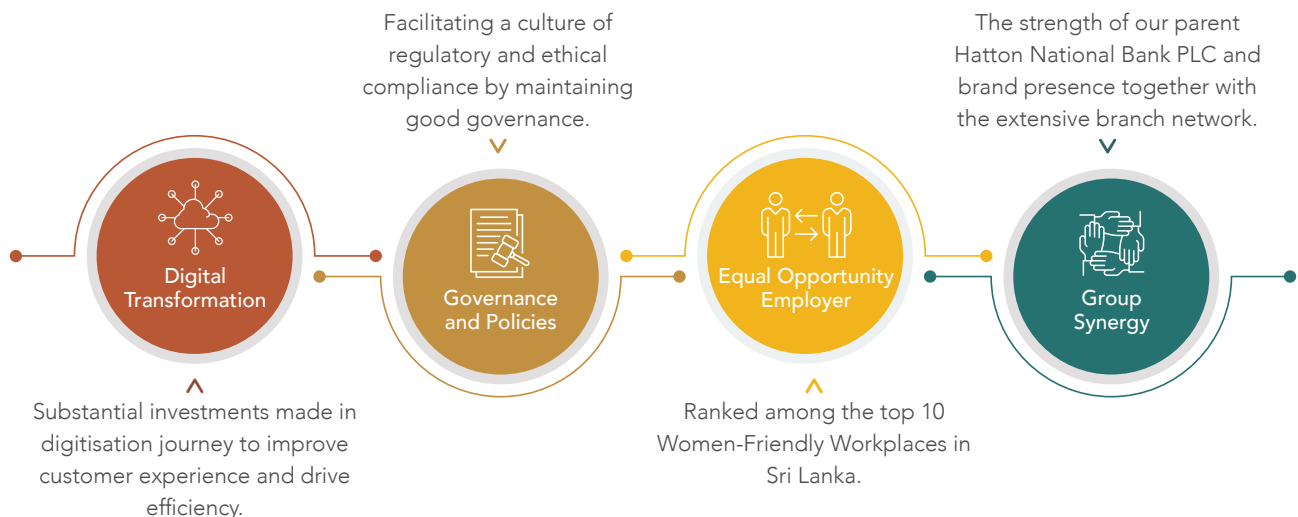 Digital
Transformation
Substantial investments made in
digitisation journey to improve
customer experience and drive
efficiency.
Facilitating a culture of
regulatory and ethical
compliance by maintaining
good governance.
Governance
and Policies
Equal Opportunity
Employer
Ranked among the top 10
Women-Friendly Workplaces in
Sri Lanka.
The strength of our parent
Hatton National Bank PLC and
brand presence together with
the extensive branch network.
Group
Synergy